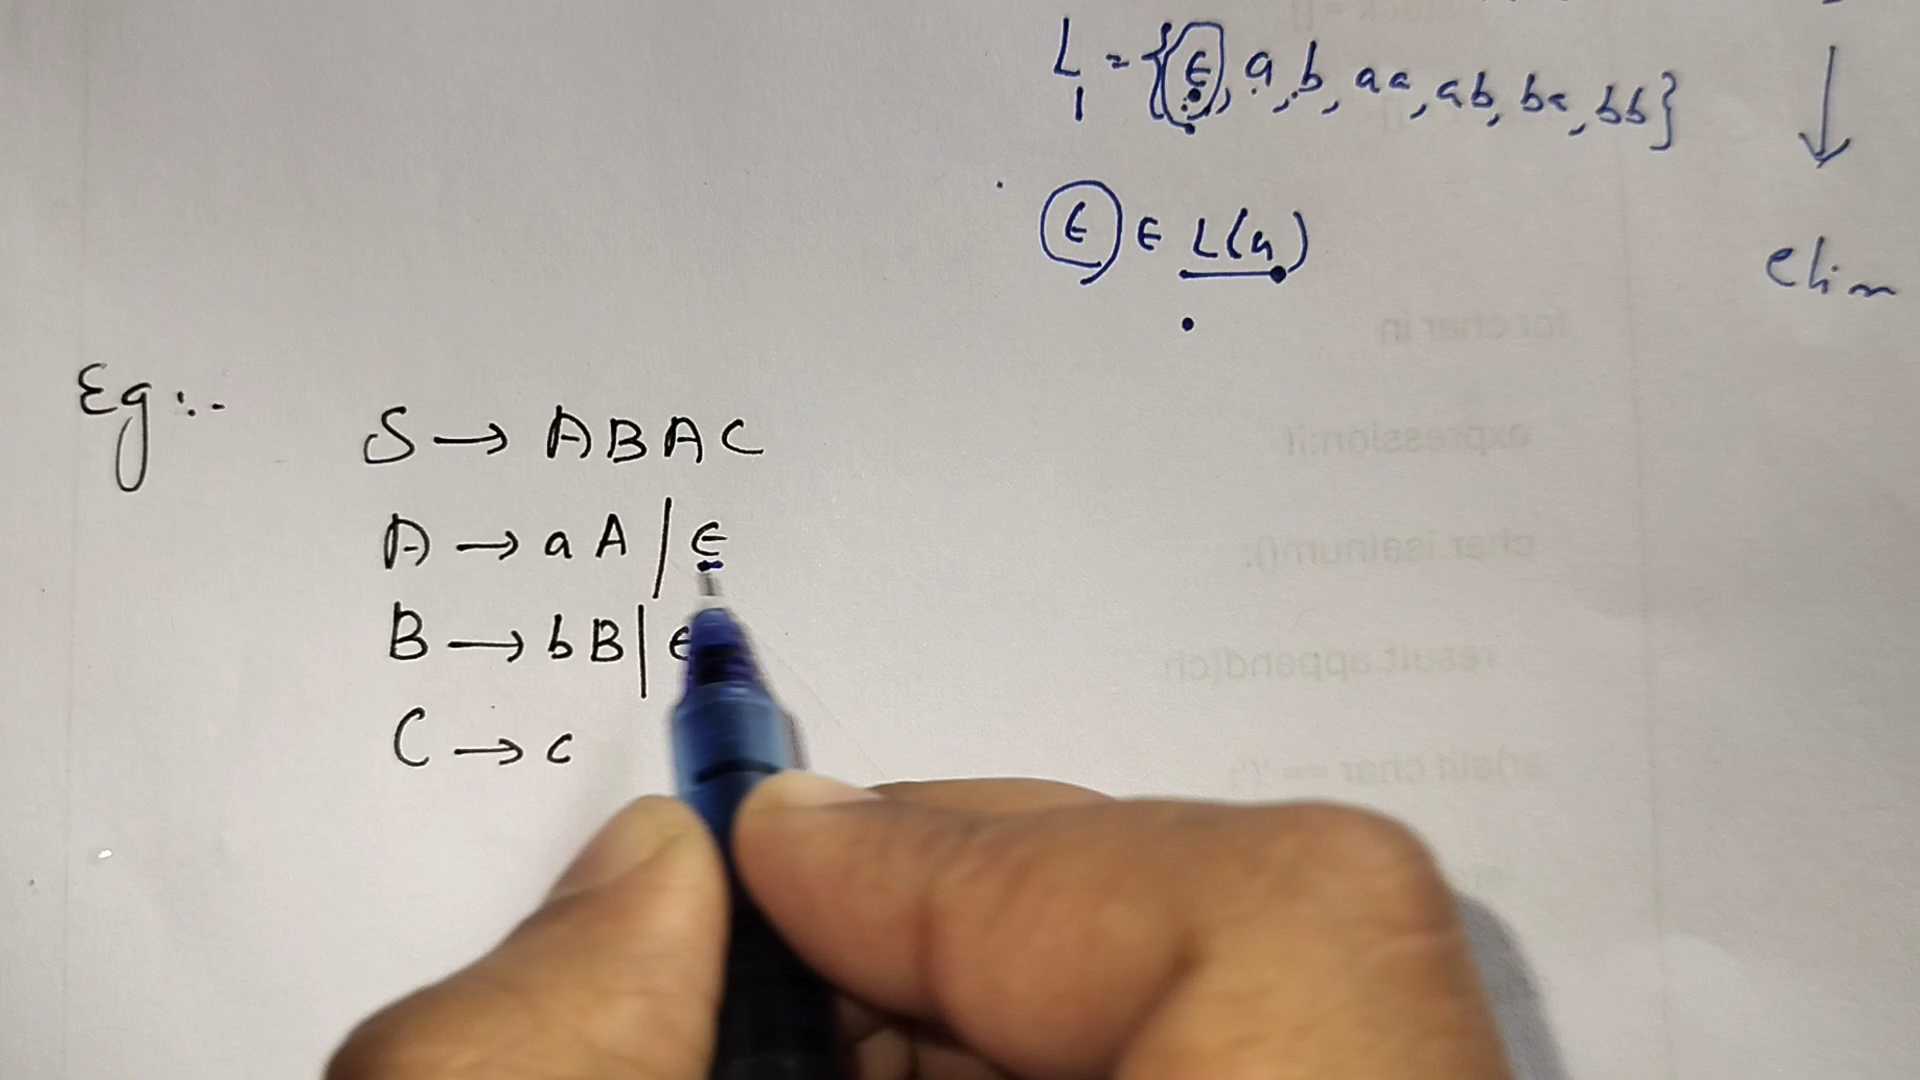 L₁ = {ϵ, a, b, aa, ab, ba, bb}
ϵ ∈ L(G)
elim
Eg:-
S → ABAC
A → aA / ϵ
B → bB | ϵ
C → c